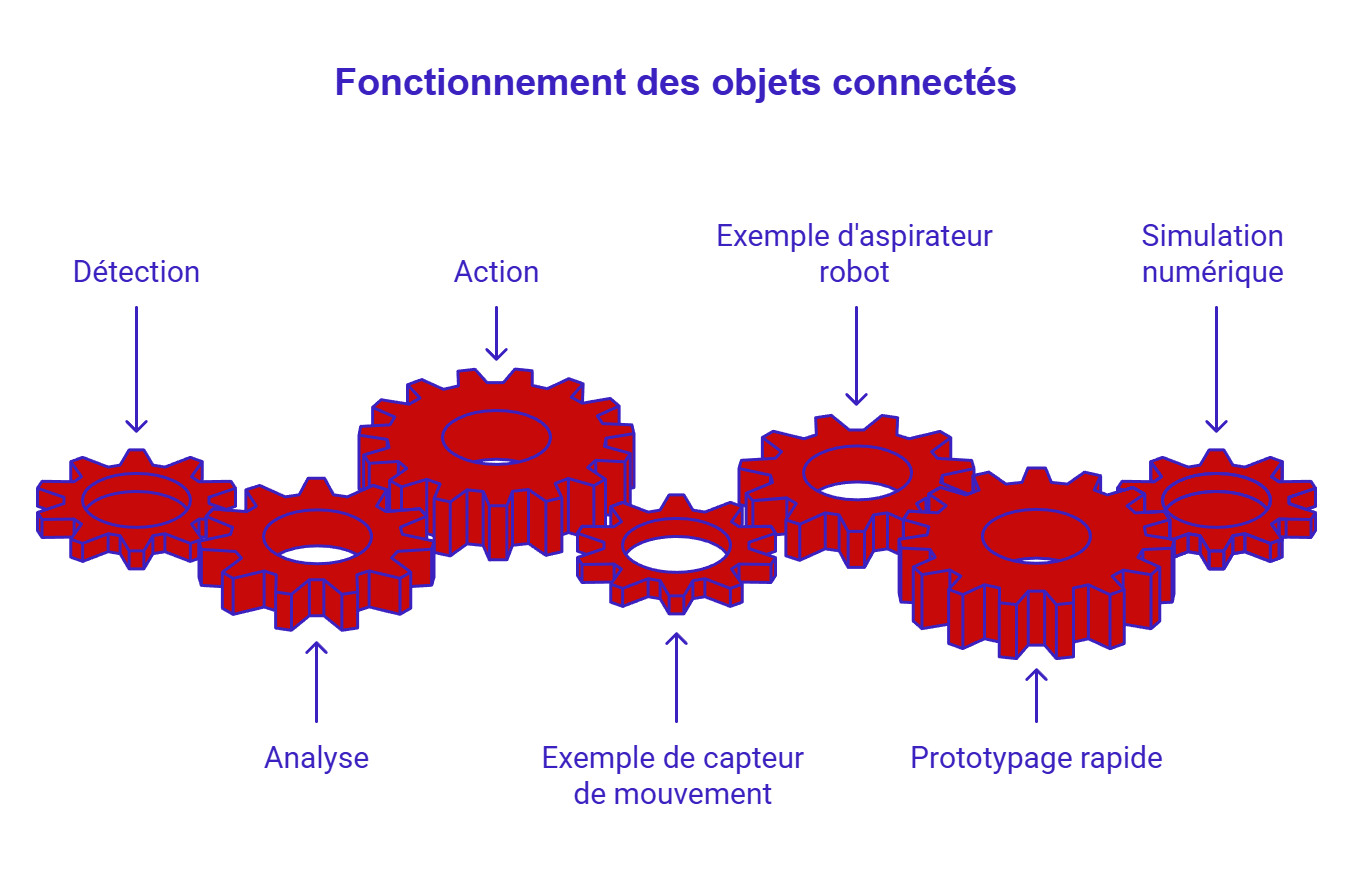 Fonctionnement des objets connectés
Exemple d'aspirateur
robot
Simulation
numérique
Détection
Action
Analyse
Exemple de capteur
de mouvement
Prototypage rapide